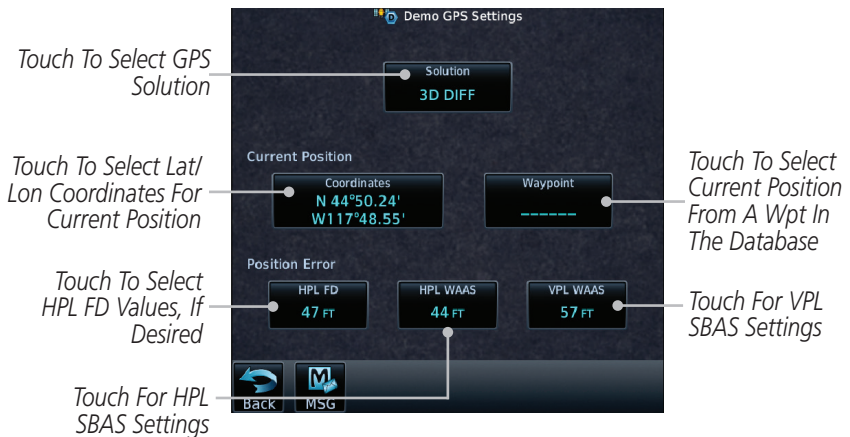 Demo GPS Settings
Touch To Select GPS
Solution
Solution
3D DIFF
Current Position
Touch To Select Lat/
Lon Coordinates For
Current Position
Coordinates
N 44°50.24'
W117°48.55'
Waypoint
______
Touch To Select
Current Position
From A Wpt In
The Database
Position Error
Touch To Select
HPL FD Values, If
Desired
HPL FD
47 FT
HPL WAAS
44 FT
VPL WAAS
57 FT
Touch For VPL
SBAS Settings
Touch For HPL
SBAS Settings
Back
MSG